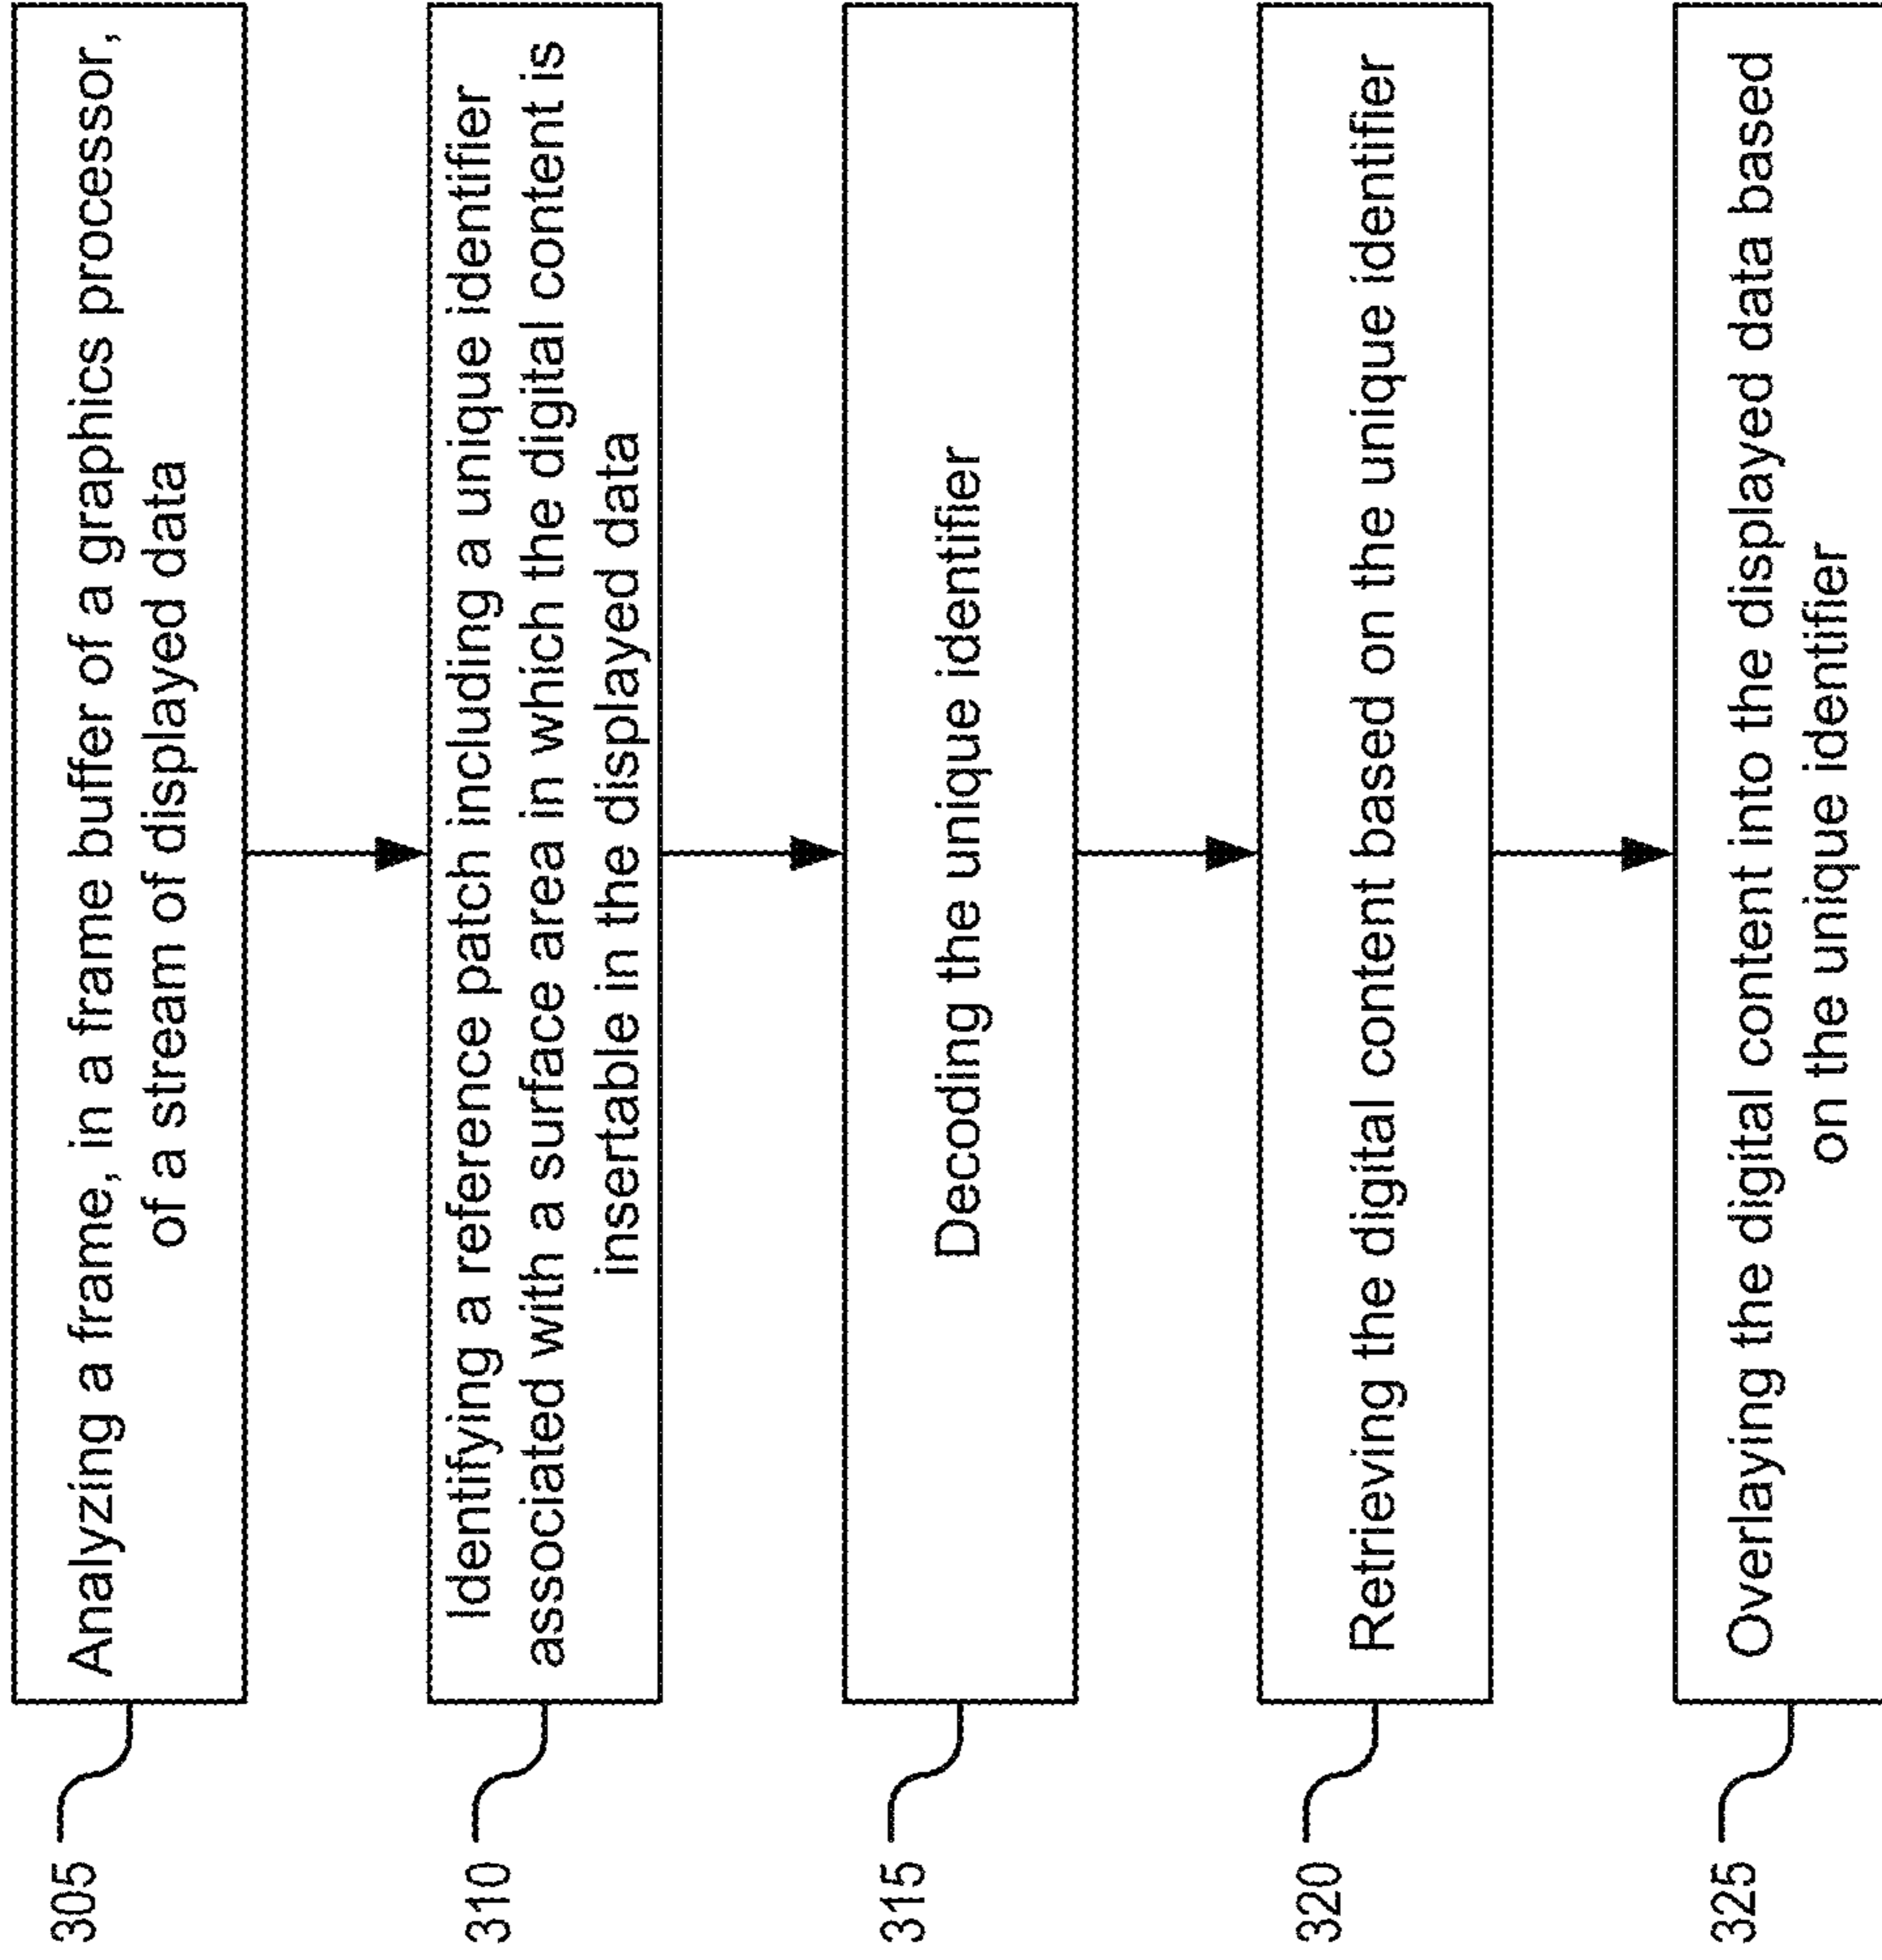 305
Analyzing a frame, in a frame buffer of a graphics processor,
of a stream of displayed data
310
Identifying a reference patch including a unique identifier
associated with a surface area in which the digital content is
insertable in the displayed data
315
Decoding the unique identifier
320
Retrieving the digital content based on the unique identifier
325
Overlaying the digital content into the displayed data based
on the unique identifier